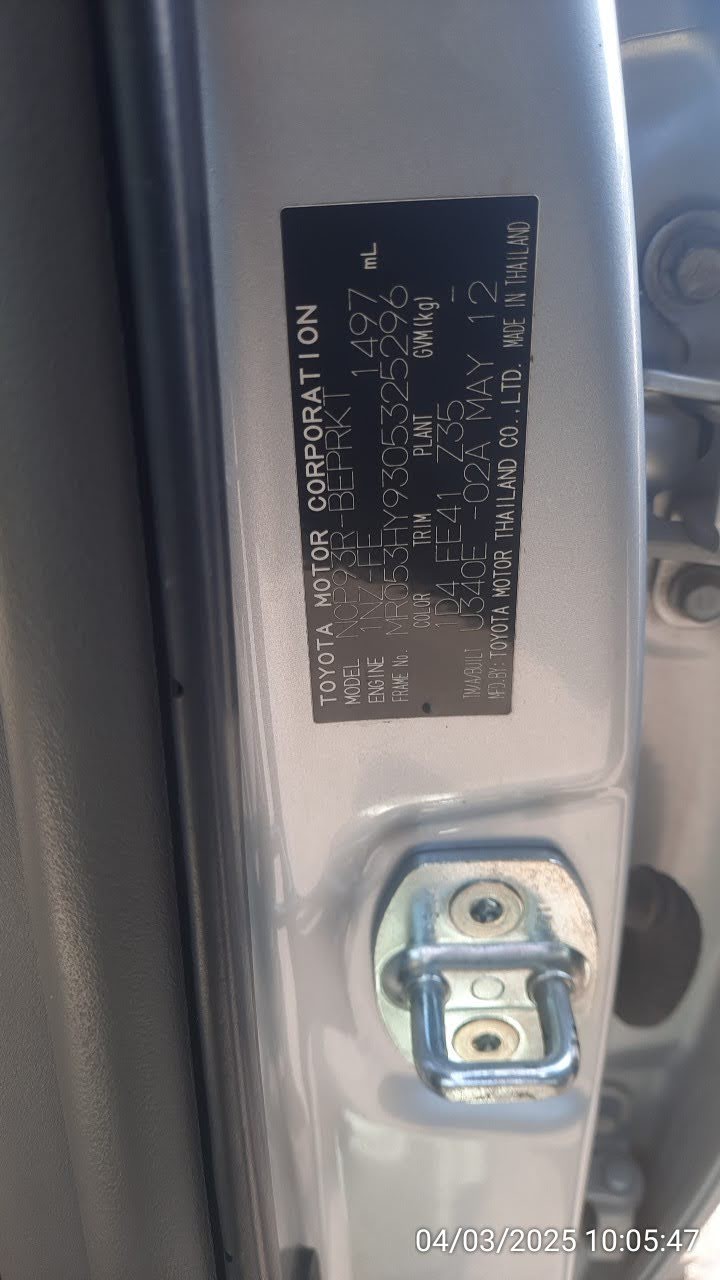 TOYOTA MOTOR CORPORATION
MODEL NCP93R-BEPRKT
ENGINE 1NZ-FE 1497 mL
FRAME No. MR053HY9305325296
COLOR TRIM PLANT GVM(kg)
1D4 FE41 Z35 --
T/M/A/BUILT U340E -02A MAY 12
MFD.BY: TOYOTA MOTOR THAILAND CO.,LTD. MADE IN THAILAND
04/03/2025 10:05:47